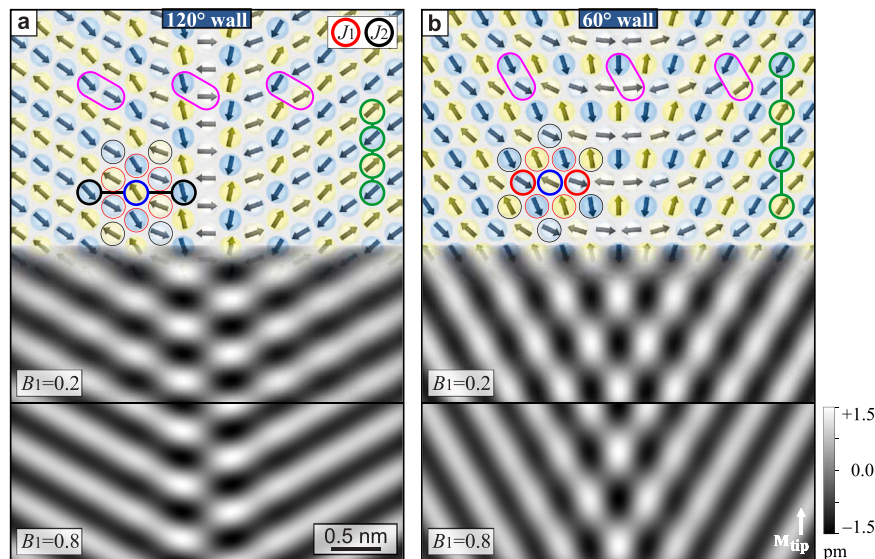 a
120° wall
J1 J2
B1=0.2
B1=0.8
0.5 nm
b
60° wall
B1=0.2
B1=0.8
Mtip
+1.5
0.0
−1.5
pm